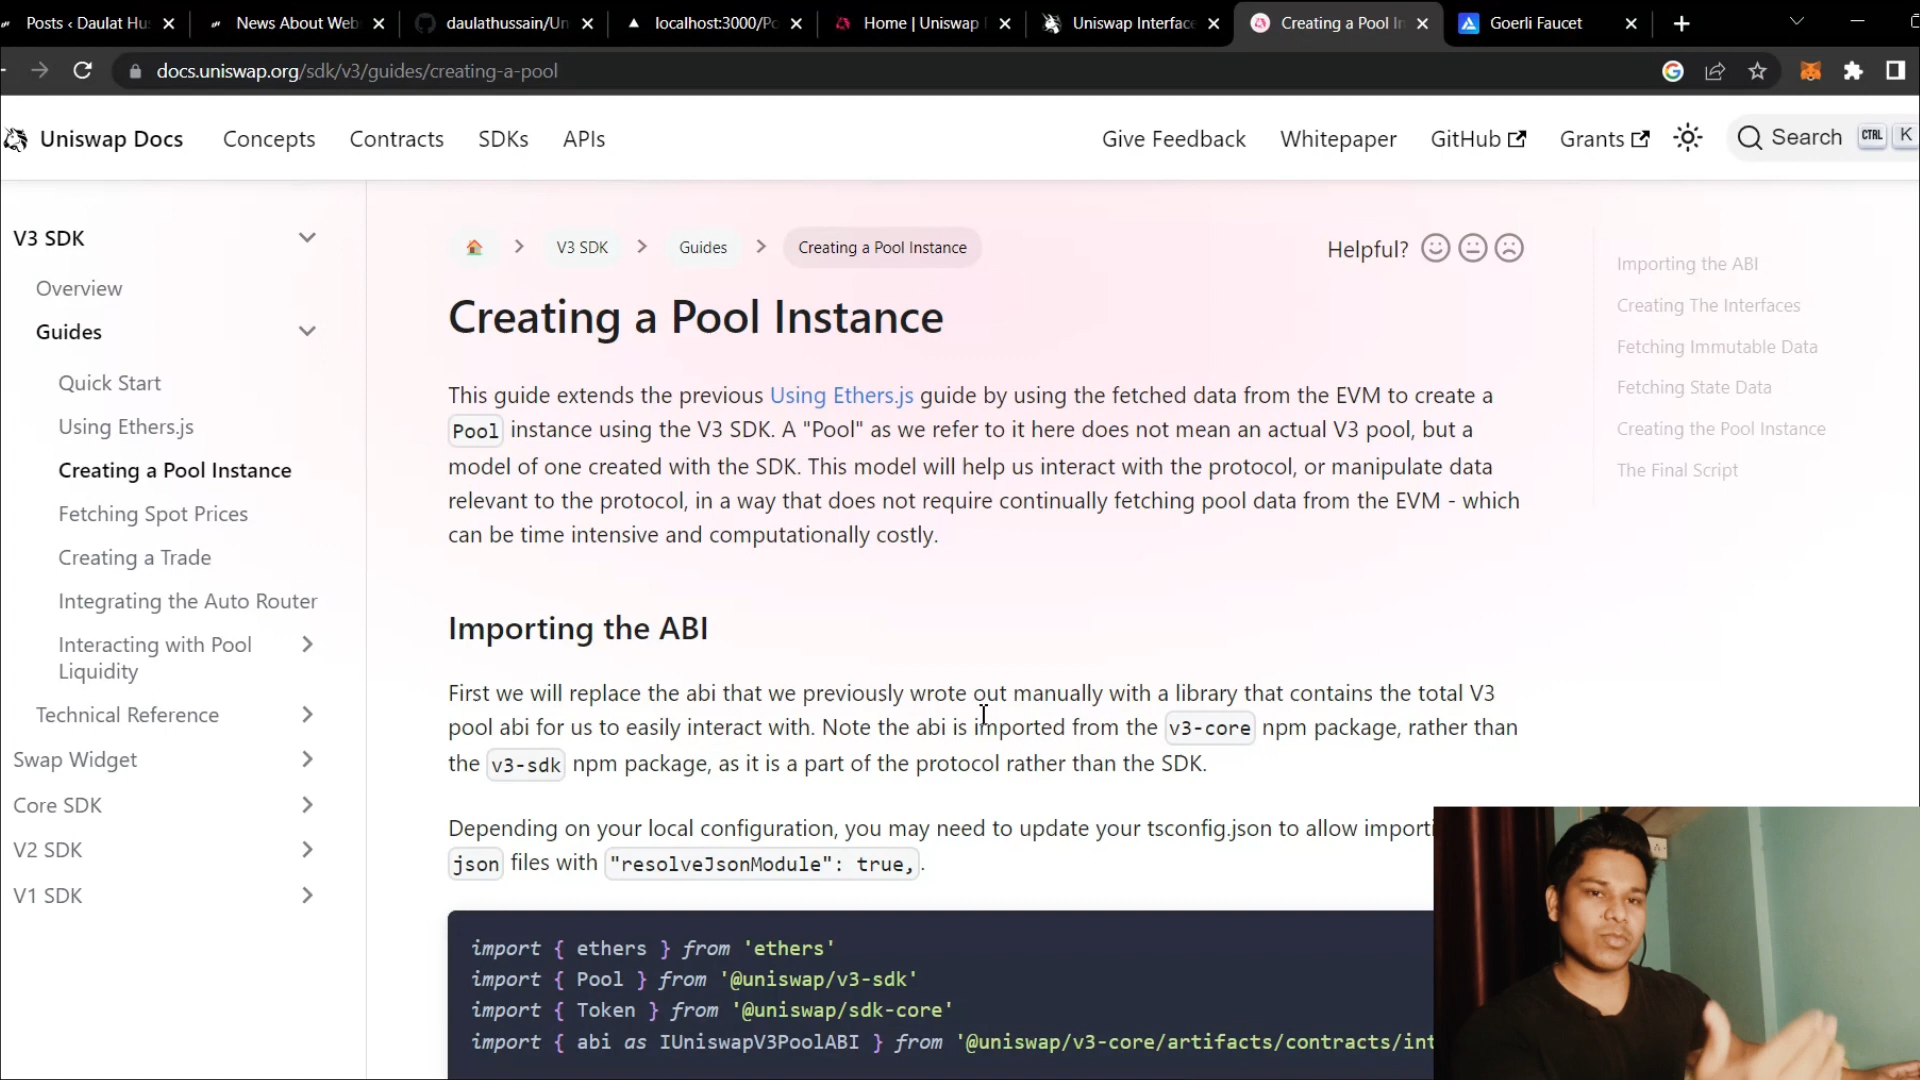 Posts ‹ Daulat Hus
News About Web
daulathussain/Un
localhost:3000/Po
Home | Uniswap
Uniswap Interface
Creating a Pool In
Goerli Faucet
docs.uniswap.org/sdk/v3/guides/creating-a-pool
Uniswap Docs
Concepts
Contracts
SDKs
APIs
Give Feedback
Whitepaper
GitHub
Grants
Search
CTRL
K
V3 SDK
Overview
Guides
Quick Start
Using Ethers.js
Creating a Pool Instance
Fetching Spot Prices
Creating a Trade
Integrating the Auto Router
Interacting with Pool
Liquidity
Technical Reference
Swap Widget
Core SDK
V2 SDK
V1 SDK
V3 SDK
Guides
Creating a Pool Instance
Helpful?
Creating a Pool Instance
This guide extends the previous Using Ethers.js guide by using the fetched data from the EVM to create a
Pool instance using the V3 SDK. A "Pool" as we refer to it here does not mean an actual V3 pool, but a
model of one created with the SDK. This model will help us interact with the protocol, or manipulate data
relevant to the protocol, in a way that does not require continually fetching pool data from the EVM - which
can be time intensive and computationally costly.
Importing the ABI
First we will replace the abi that we previously wrote out manually with a library that contains the total V3
pool abi for us to easily interact with. Note the abi is imported from the v3-core npm package, rather than
the v3-sdk npm package, as it is a part of the protocol rather than the SDK.
Depending on your local configuration, you may need to update your tsconfig.json to allow importi
json files with "resolveJsonModule": true,.
import { ethers } from 'ethers'
import { Pool } from '@uniswap/v3-sdk'
import { Token } from '@uniswap/sdk-core'
import { abi as IUniswapV3PoolABI } from '@uniswap/v3-core/artifacts/contracts/int
Importing the ABI
Creating The Interfaces
Fetching Immutable Data
Fetching State Data
Creating the Pool Instance
The Final Script